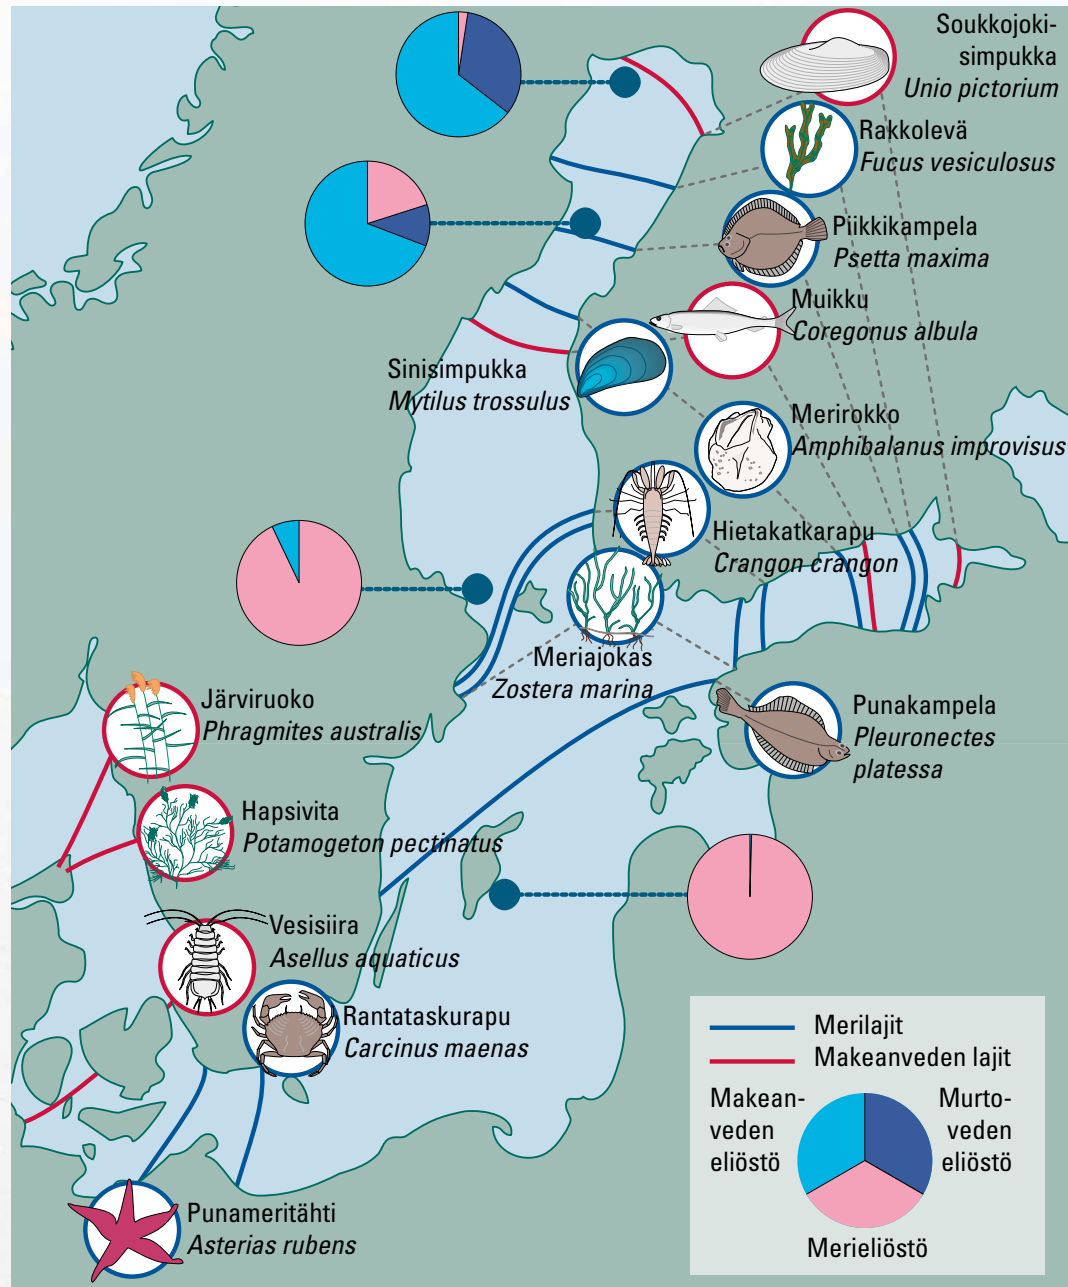 Soukkojoki-
simpukka
Unio pictorium
Rakkolevä
Fucus vesiculosus
Piikkikampela
Psetta maxima
Muikku
Coregonus albula
Sinisimpukka
Mytilus trossulus
Merirokko
Amphibalanus improvisus
Hietakatkarapu
Crangon crangon
Meriajokas
Zostera marina
Järviruoko
Phragmites australis
Punakampela
Pleuronectes
platessa
Hapsivita
Potamogeton pectinatus
Vesisiira
Asellus aquaticus
Rantataskurapu
Carcinus maenas
Punameritähti
Asterias rubens
Merilajit
Makeanveden lajit
Makean-
veden
eliöstö
Murto-
veden
eliöstö
Merieliöstö